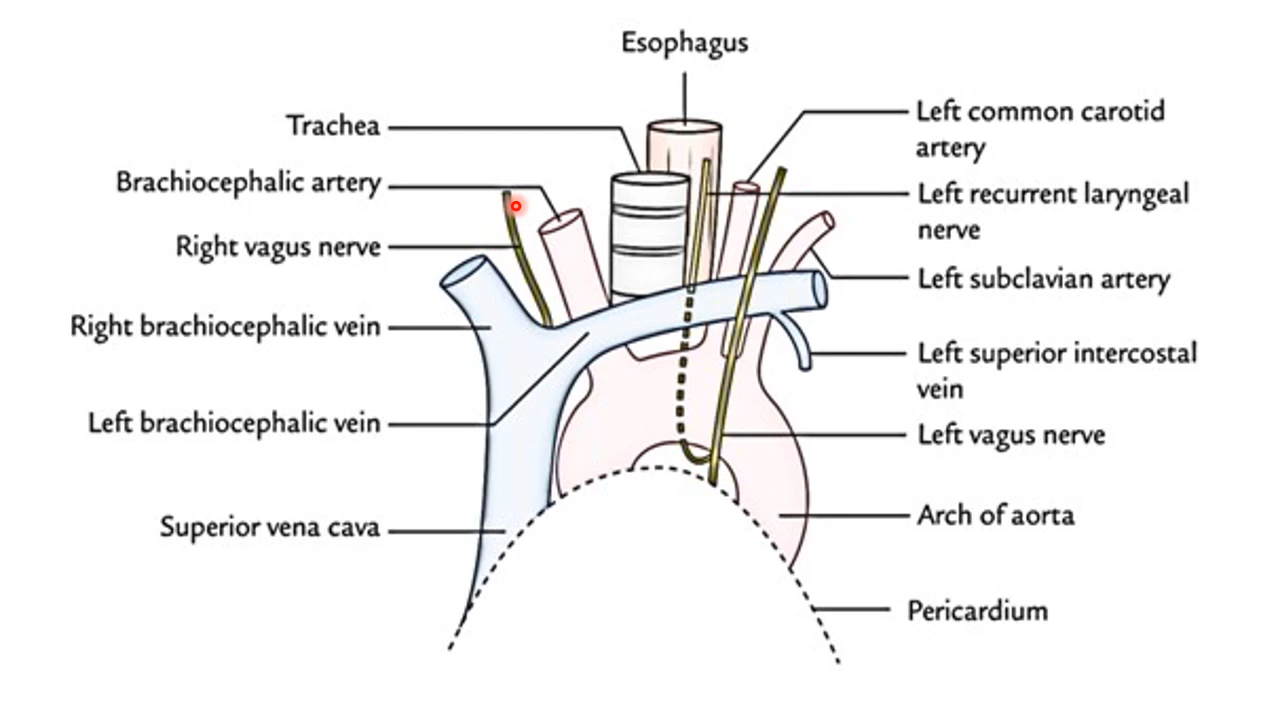 Esophagus
Trachea
Brachiocephalic artery
Right vagus nerve
Right brachiocephalic vein
Left brachiocephalic vein
Superior vena cava
Left common carotid
artery
Left recurrent laryngeal
nerve
Left subclavian artery
Left superior intercostal
vein
Left vagus nerve
Arch of aorta
Pericardium